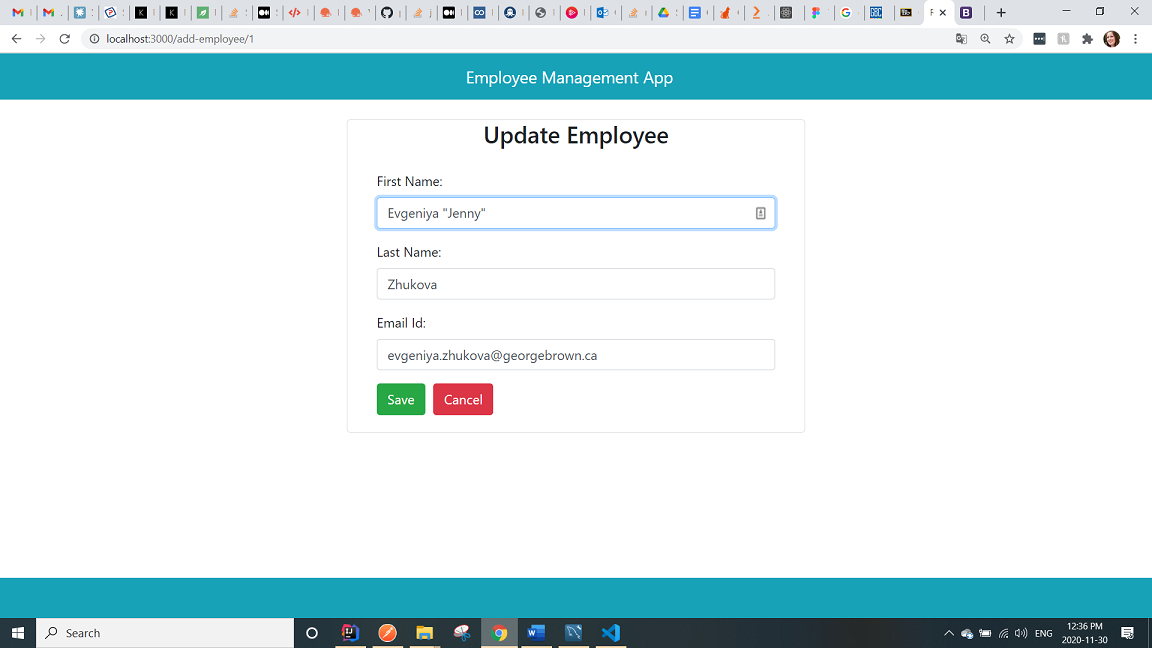 localhost:3000/add-employee/1
Employee Management App
Update Employee
First Name:
Evgeniya "Jenny"
Last Name:
Zhukova
Email Id:
evgeniya.zhukova@georgebrown.ca
Save Cancel
Search
ENG
12:36 PM
2020-11-30